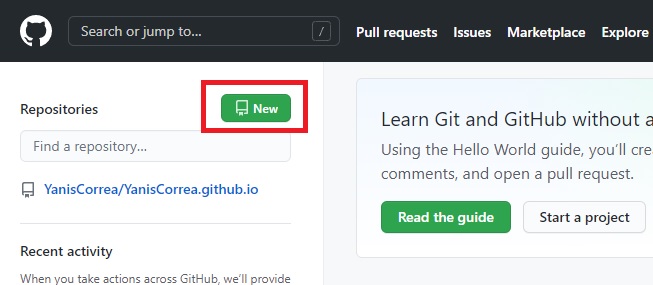 Search or jump to...
/
Pull requests
Issues
Marketplace
Explore
Repositories
New
Find a repository...
YanisCorrea/YanisCorrea.github.io
Recent activity
When you take actions across GitHub, we'll provide
Learn Git and GitHub without a
Using the Hello World guide, you'll cre
comments, and open a pull request.
Read the guide
Start a project